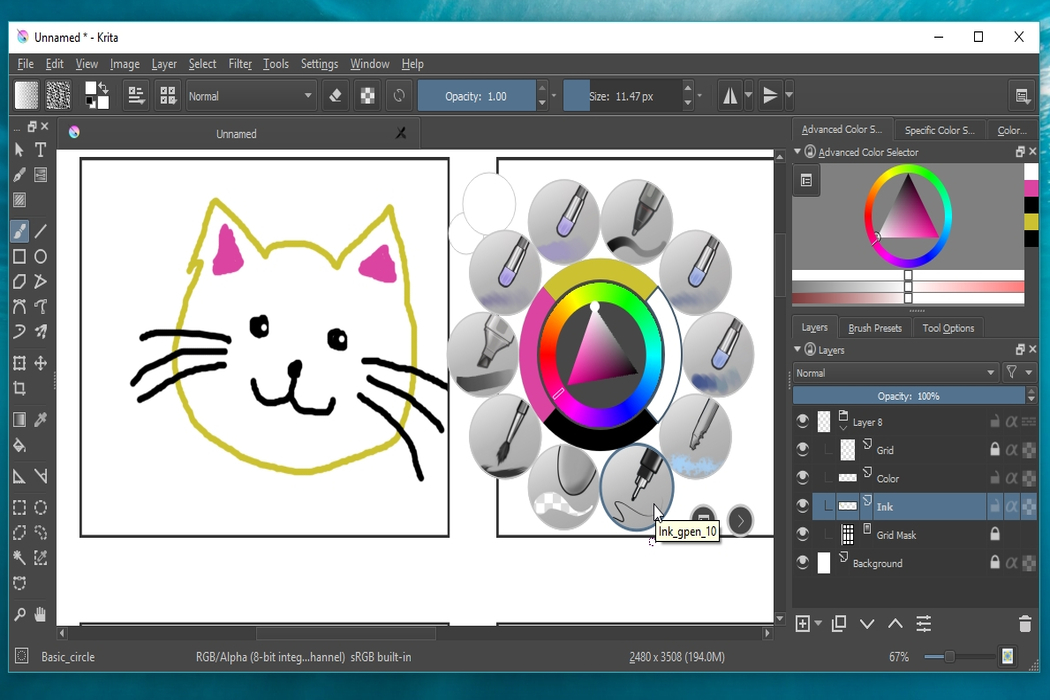 Unnamed * - Krita
File Edit View Image Layer Select Filter Tools Settings Window Help
Normal Opacity: 1.00 Size: 11.47 px
Unnamed
Advanced Color S... Specific Color S... Color...
Advanced Color Selector
Layers Brush Presets Tool Options
Layers
Normal
Opacity: 100%
Layer 8
Grid
Color
Ink
Grid Mask
Background
Ink_gpen_10
Basic_circle RGB/Alpha (8-bit integ...hannel) sRGB built-in 2480 x 3508 (194.0M) 67%